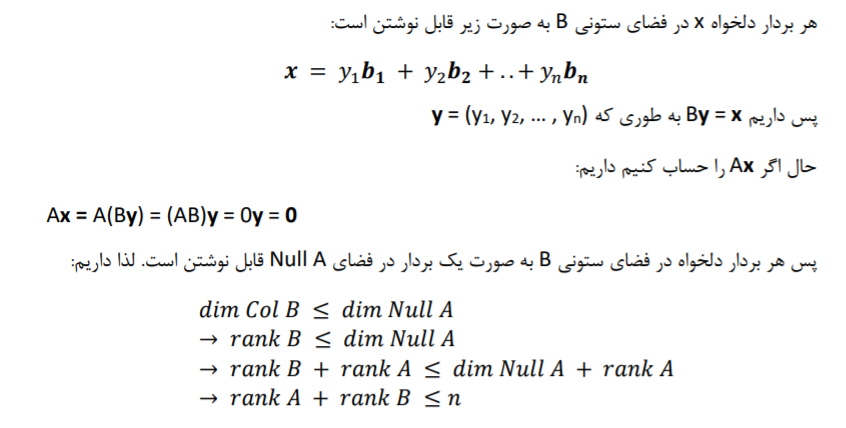 هر بردار دلخواه x در فضای ستونی B به صورت زیر قابل نوشتن است:
x = y₁b₁ + y₂b₂ + ..+ yₙbₙ
پس داریم By = x به طوری که y = (y₁, y₂, ... , yₙ)
حال اگر Ax را حساب کنیم داریم:
Ax = A(By) = (AB)y = 0y = 0
پس هر بردار دلخواه در فضای ستونی B به صورت یک بردار در فضای Null A قابل نوشتن است. لذا داریم:
dim Col B ≤ dim Null A
→ rank B ≤ dim Null A
→ rank B + rank A ≤ dim Null A + rank A
→ rank A + rank B ≤ n